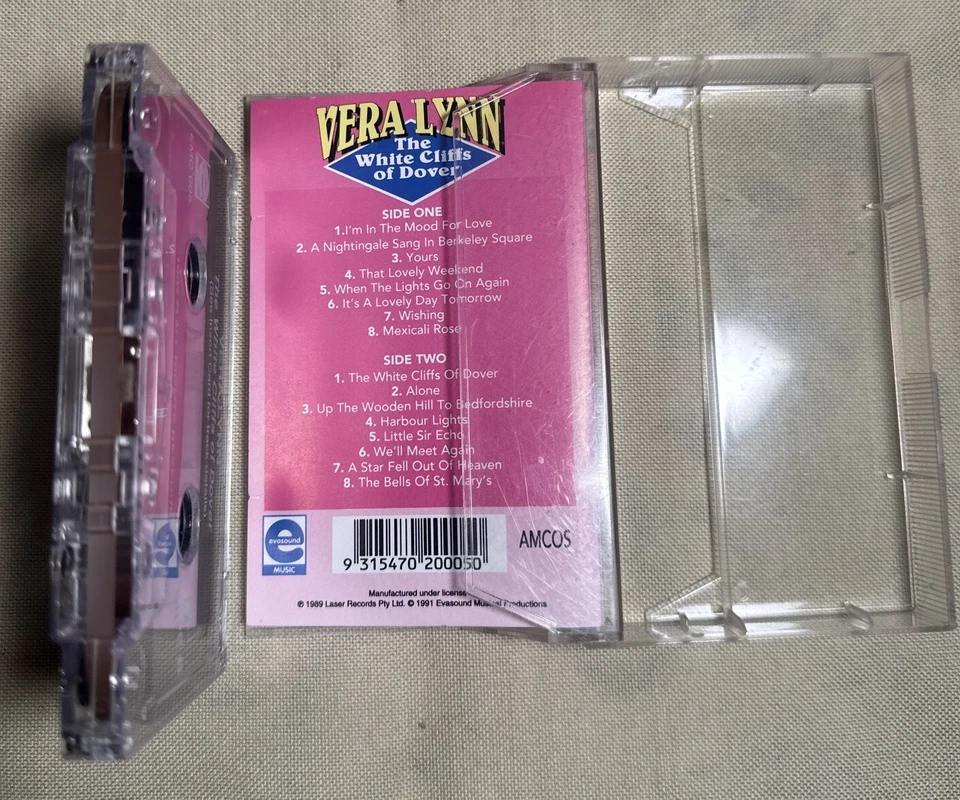 VERA LYNN
The
White Cliffs
of Dover
SIDE ONE
1.I'm In The Mood For Love
2. A Nightingale Sang In Berkeley Square
3. Yours
4. That Lovely Weekend
5. When The Lights Go On Again
6. It's A Lovely Day Tomorrow
7. Wishing
8. Mexicali Rose
SIDE TWO
1. The White Cliffs Of Dover
2. Alone
3. Up The Wooden Hill To Bedfordshire
4. Harbour Lights
5. Little Sir Echo
6. We'll Meet Again
7. A Star Fell Out Of Heaven
8. The Bells Of St. Mary's
e
evasound
MUSIC
9 315470 200050
AMCOS
Manufactured under license
℗ 1989 Laser Records Pty Ltd. © 1991 Evasound Musical Productions